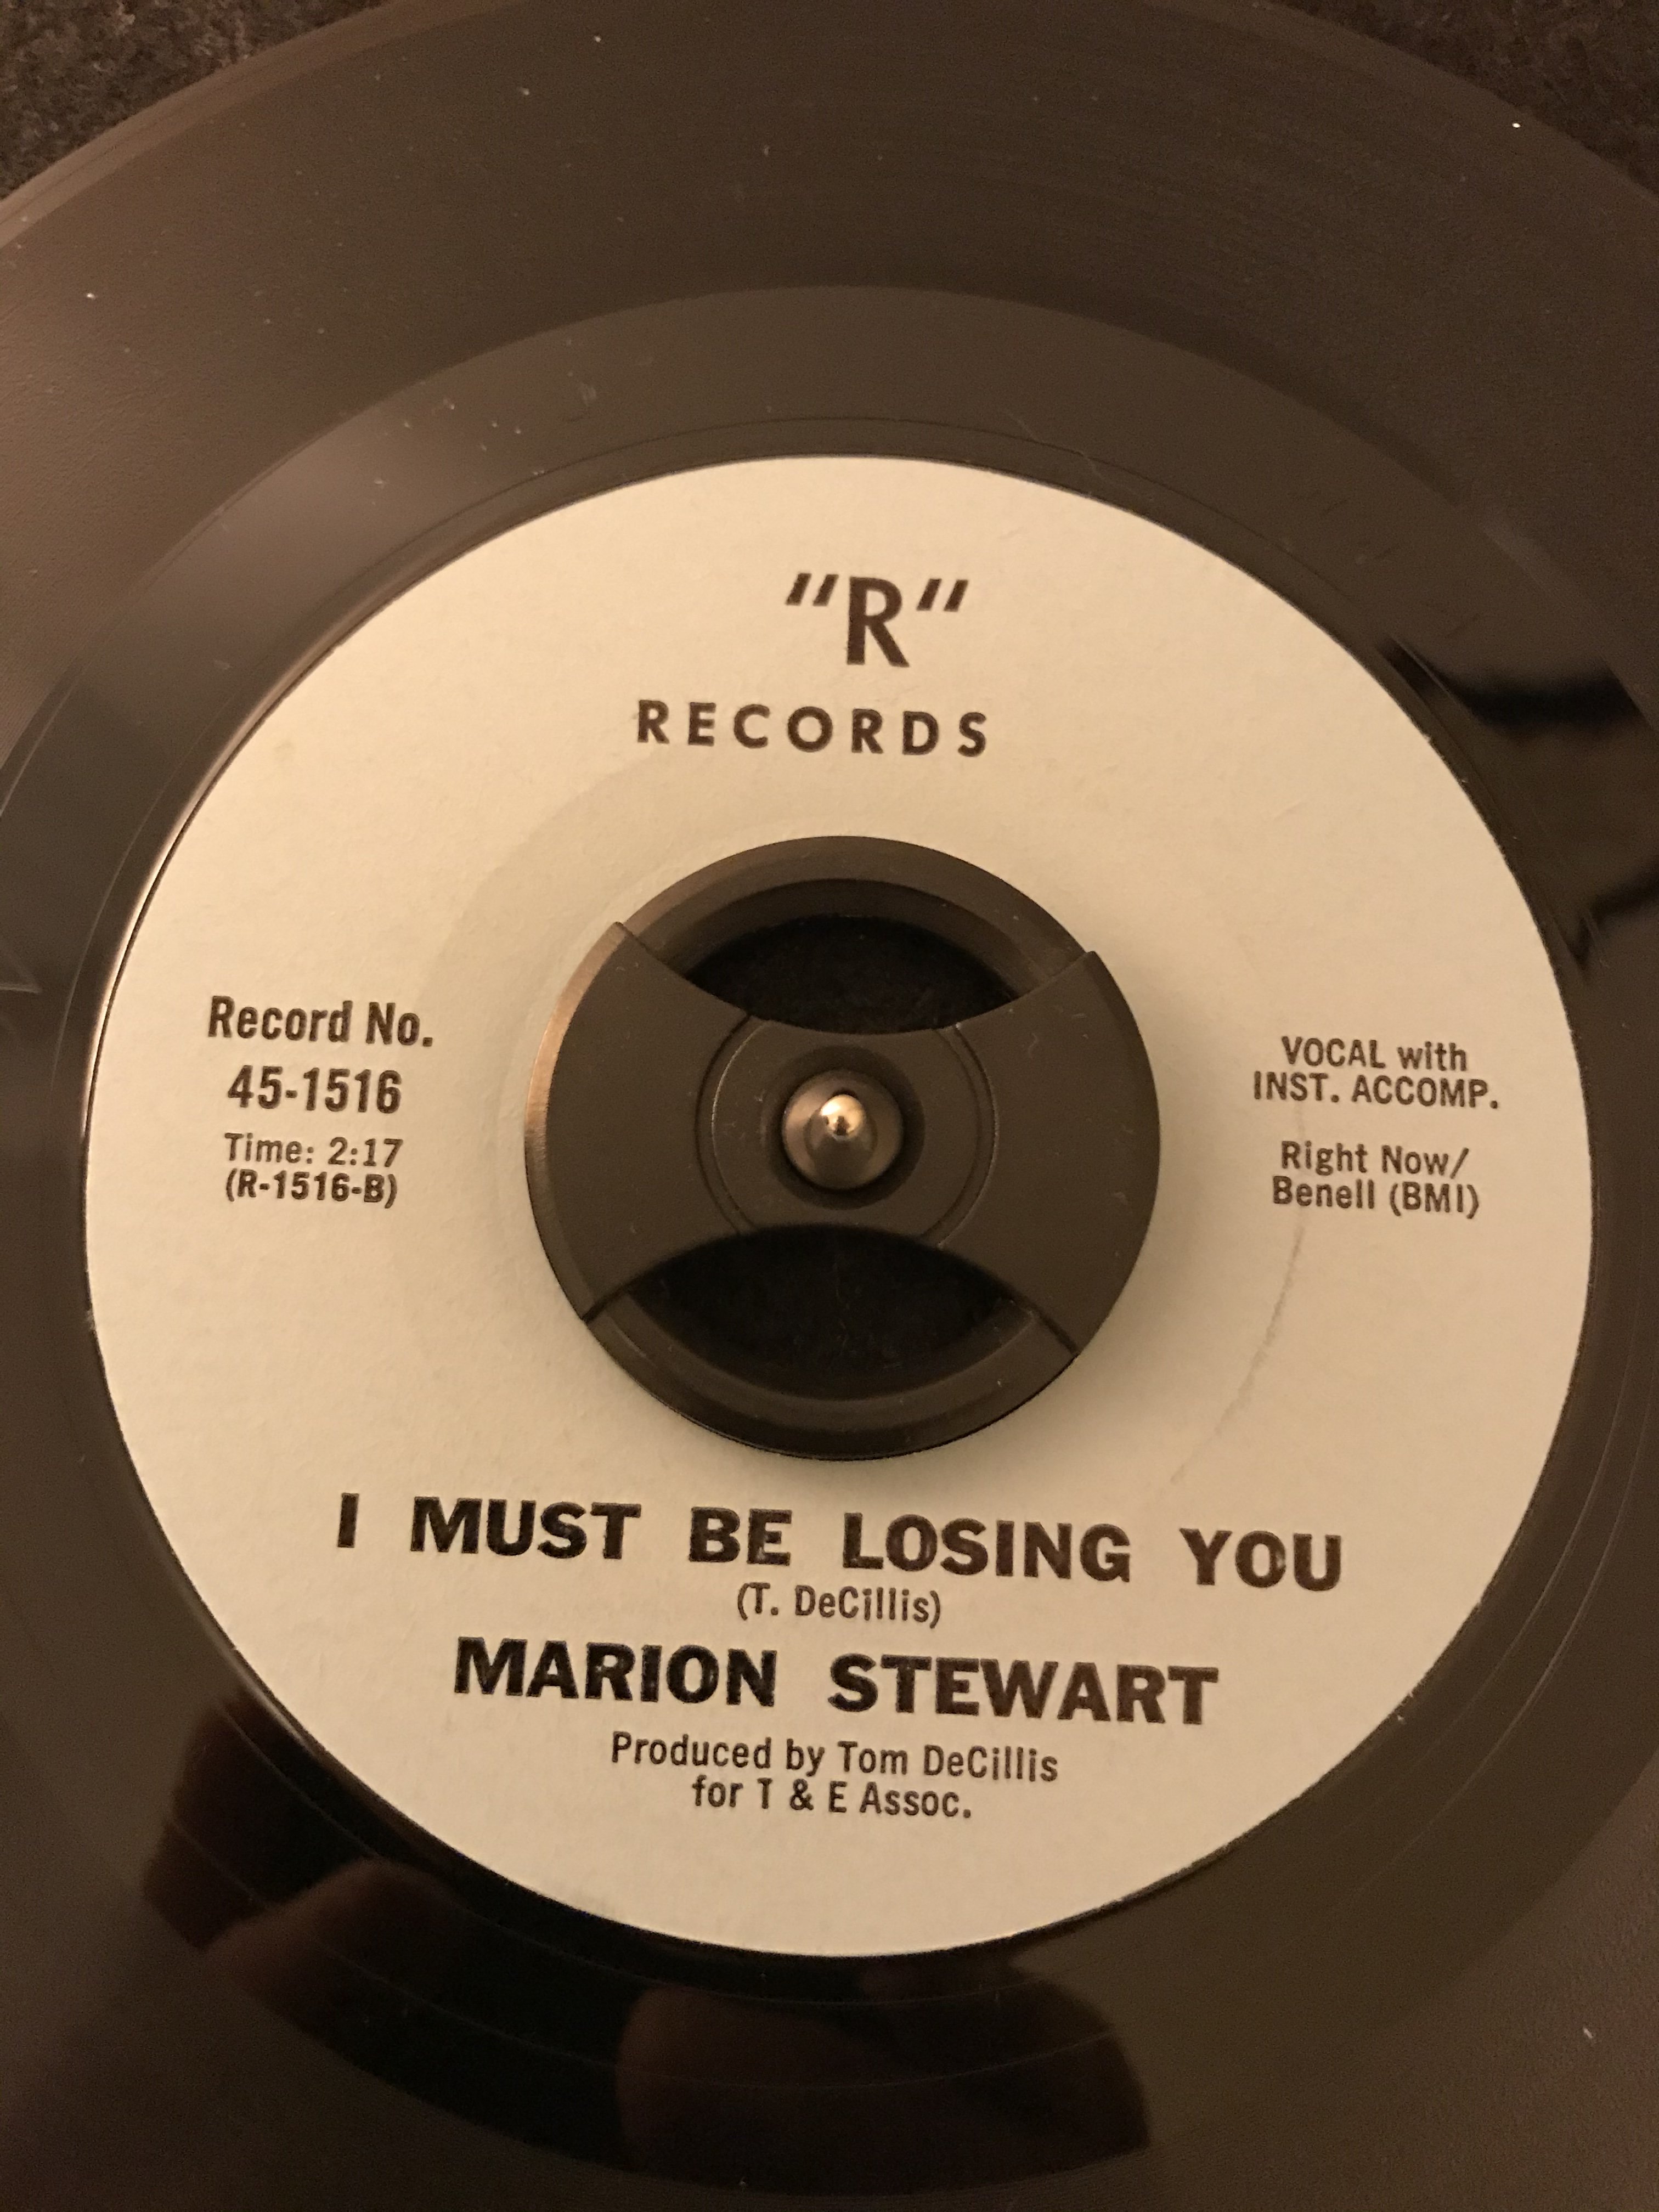 "R"
RECORDS
Record No.
45-1516
Time: 2:17
(R-1516-B)
VOCAL with
INST. ACCOMP.
Right Now/
Benell (BMI)
I MUST BE LOSING YOU
(T. DeCillis)
MARION STEWART
Produced by Tom DeCillis
for T & E Assoc.